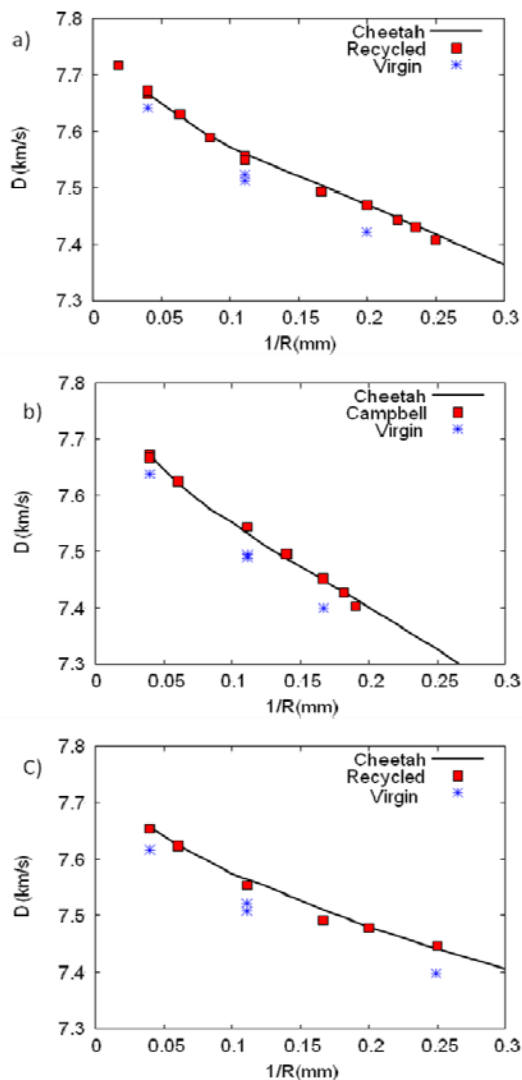 a)
7.8
7.7
7.6
7.5
7.4
7.3
D (km/s)
Cheetah
Recycled
Virgin
0 0.05 0.1 0.15 0.2 0.25 0.3
1/R(mm)
b)
7.8
7.7
7.6
7.5
7.4
7.3
D (km/s)
Cheetah
Campbell
Virgin
0 0.05 0.1 0.15 0.2 0.25 0.3
1/R(mm)
C)
7.8
7.7
7.6
7.5
7.4
7.3
D (km/s)
Cheetah
Recycled
Virgin
0 0.05 0.1 0.15 0.2 0.25 0.3
1/R(mm)